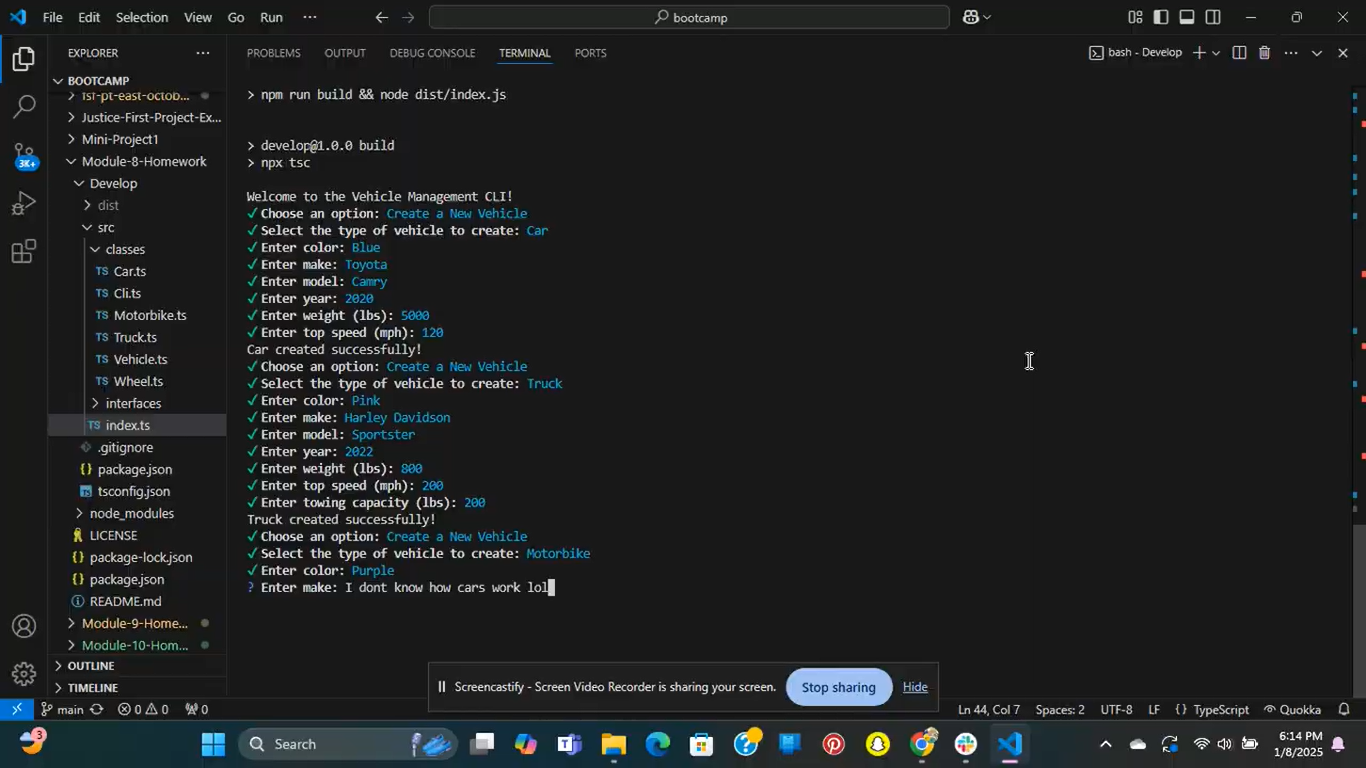 File Edit Selection View Go Run ··· bootcamp
EXPLORER ···
PROBLEMS OUTPUT DEBUG CONSOLE TERMINAL PORTS
bash - Develop
BOOTCAMP
fsf-pt-east-octob...
Justice-First-Project-Ex...
Mini-Project1
Module-8-Homework
Develop
dist
src
classes
TS Car.ts
TS Cli.ts
TS Motorbike.ts
TS Truck.ts
TS Vehicle.ts
TS Wheel.ts
interfaces
TS index.ts
.gitignore
{} package.json
tsconfig.json
node_modules
LICENSE
{} package-lock.json
{} package.json
README.md
Module-9-Home...
Module-10-Hom...
OUTLINE
TIMELINE
3K+
> npm run build && node dist/index.js
> develop@1.0.0 build
> npx tsc
Welcome to the Vehicle Management CLI!
✓ Choose an option: Create a New Vehicle
✓ Select the type of vehicle to create: Car
✓ Enter color: Blue
✓ Enter make: Toyota
✓ Enter model: Camry
✓ Enter year: 2020
✓ Enter weight (lbs): 5000
✓ Enter top speed (mph): 120
Car created successfully!
✓ Choose an option: Create a New Vehicle
✓ Select the type of vehicle to create: Truck
✓ Enter color: Pink
✓ Enter make: Harley Davidson
✓ Enter model: Sportster
✓ Enter year: 2022
✓ Enter weight (lbs): 800
✓ Enter top speed (mph): 200
✓ Enter towing capacity (lbs): 200
Truck created successfully!
✓ Choose an option: Create a New Vehicle
✓ Select the type of vehicle to create: Motorbike
✓ Enter color: Purple
? Enter make: I dont know how cars work lol
Screencastify - Screen Video Recorder is sharing your screen. Stop sharing Hide
main 0 0 0 Ln 44, Col 7 Spaces: 2 UTF-8 LF {} TypeScript Quokka
3 Search 6:14 PM
1/8/2025